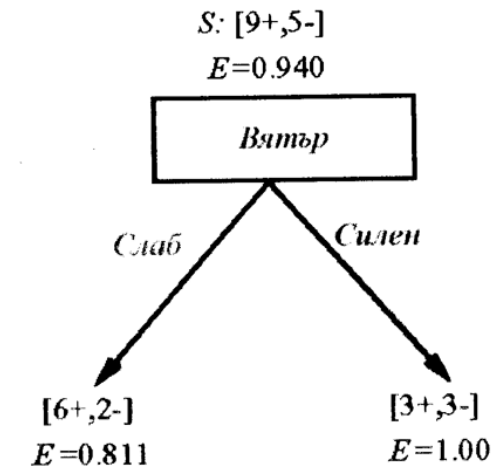 S: [9+,5-]
E=0.940
Вятър
Слаб
Силен
[6+,2-]
E=0.811
[3+,3-]
E=1.00